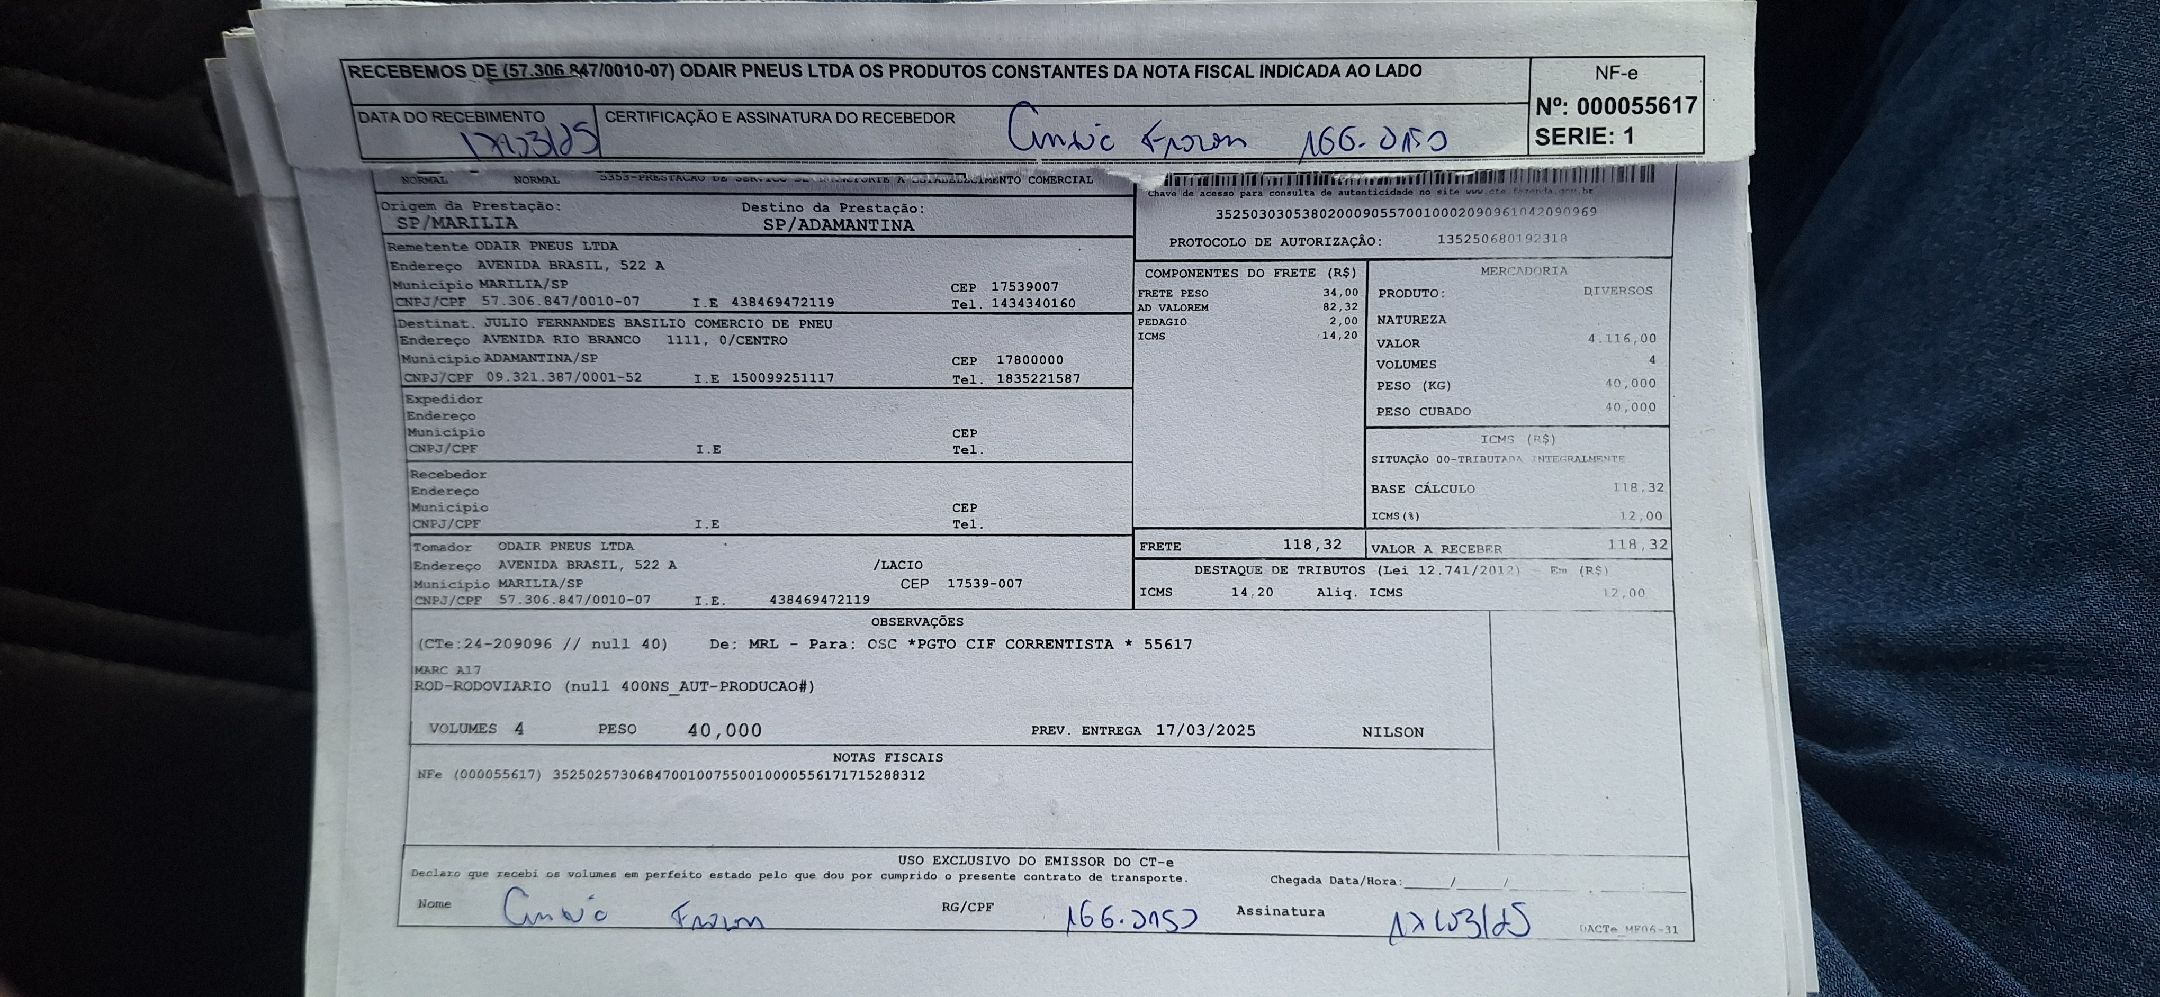 RECEBEMOS DE (57.306.847/0010-07) ODAIR PNEUS LTDA OS PRODUTOS CONSTANTES DA NOTA FISCAL INDICADA AO LADO
NF-e
Nº: 000055617
SERIE: 1
DATA DO RECEBIMENTO
17/03/25
CERTIFICAÇÃO E ASSINATURA DO RECEBEDOR
NORMAL NORMAL 5353-PRESTACAO DE COMERCIAL
Chave de acesso para consulta de autenticidade no site www.cte.fazenda.gov.br
35250303053802000905570010002090961042090969
PROTOCOLO DE AUTORIZAÇÃO: 135250680192318
Origem da Prestação: Destino da Prestação:
SP/MARILIA SP/ADAMANTINA
Remetente ODAIR PNEUS LTDA
Endereço AVENIDA BRASIL, 522 A
Municipio MARILIA/SP CEP 17539007
CNPJ/CPF 57.306.847/0010-07 I.E 438469472119 Tel. 1434340160
Destinat. JULIO FERNANDES BASILIO COMERCIO DE PNEU
Endereço AVENIDA RIO BRANCO 1111, 0/CENTRO
Municipio ADAMANTINA/SP CEP 17800000
CNPJ/CPF 09.321.387/0001-52 I.E 150099251117 Tel. 1835221587
Expedidor
Endereço
Municipio CEP
CNPJ/CPF I.E Tel.
Recebedor
Endereço
Municipio CEP
CNPJ/CPF I.E Tel.
Tomador ODAIR PNEUS LTDA
Endereço AVENIDA BRASIL, 522 A /LACIO
Municipio MARILIA/SP CEP 17539-007
CNPJ/CPF 57.306.847/0010-07 I.E. 438469472119
COMPONENTES DO FRETE (R$)
FRETE PESO 34,00
AD VALOREM 82,32
PEDAGIO 2,00
ICMS 14,20
MERCADORIA
PRODUTO: DIVERSOS
NATUREZA
VALOR 4.116,00
VOLUMES 4
PESO (KG) 40,000
PESO CUBADO 40,000
ICMS (R$)
SITUAÇÃO 00-TRIBUTADA INTEGRALMENTE
BASE CÁLCULO 118,32
ICMS(%) 12,00
FRETE 118,32
VALOR A RECEBER 118,32
DESTAQUE DE TRIBUTOS (Lei 12.741/2012) - Em (R$)
ICMS 14,20 Aliq. ICMS 12,00
OBSERVAÇÕES
(CTe:24-209096 // null 40) De: MRL - Para: OSC *PGTO CIF CORRENTISTA * 55617
MARC A17
ROD-RODOVIARIO (null 400NS_AUT-PRODUCAO#)
VOLUMES 4 PESO 40,000 PREV. ENTREGA 17/03/2025 NILSON
NOTAS FISCAIS
NFe (000055617) 35250257306847001007550010000556171715288312
USO EXCLUSIVO DO EMISSOR DO CT-e
Declaro que recebi os volumes em perfeito estado pelo que dou por cumprido o presente contrato de transporte. Chegada Data/Hora:
Nome RG/CPF Assinatura 17/03/25
DACTe_MF06-31